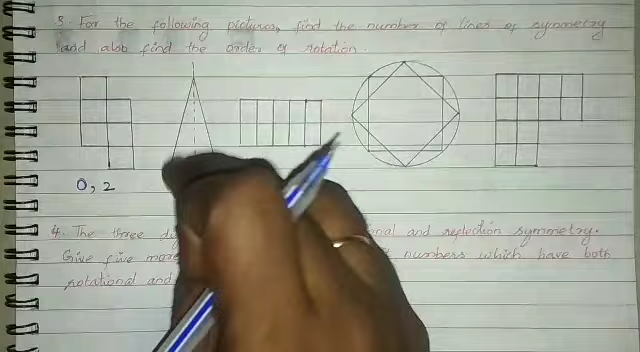 3. For the following pictures, find the number of lines of symmetry
and also find the order of rotation.
0, 2
4. The three nal and reflection symmetry.
Give five more numbers which have both
rotational and